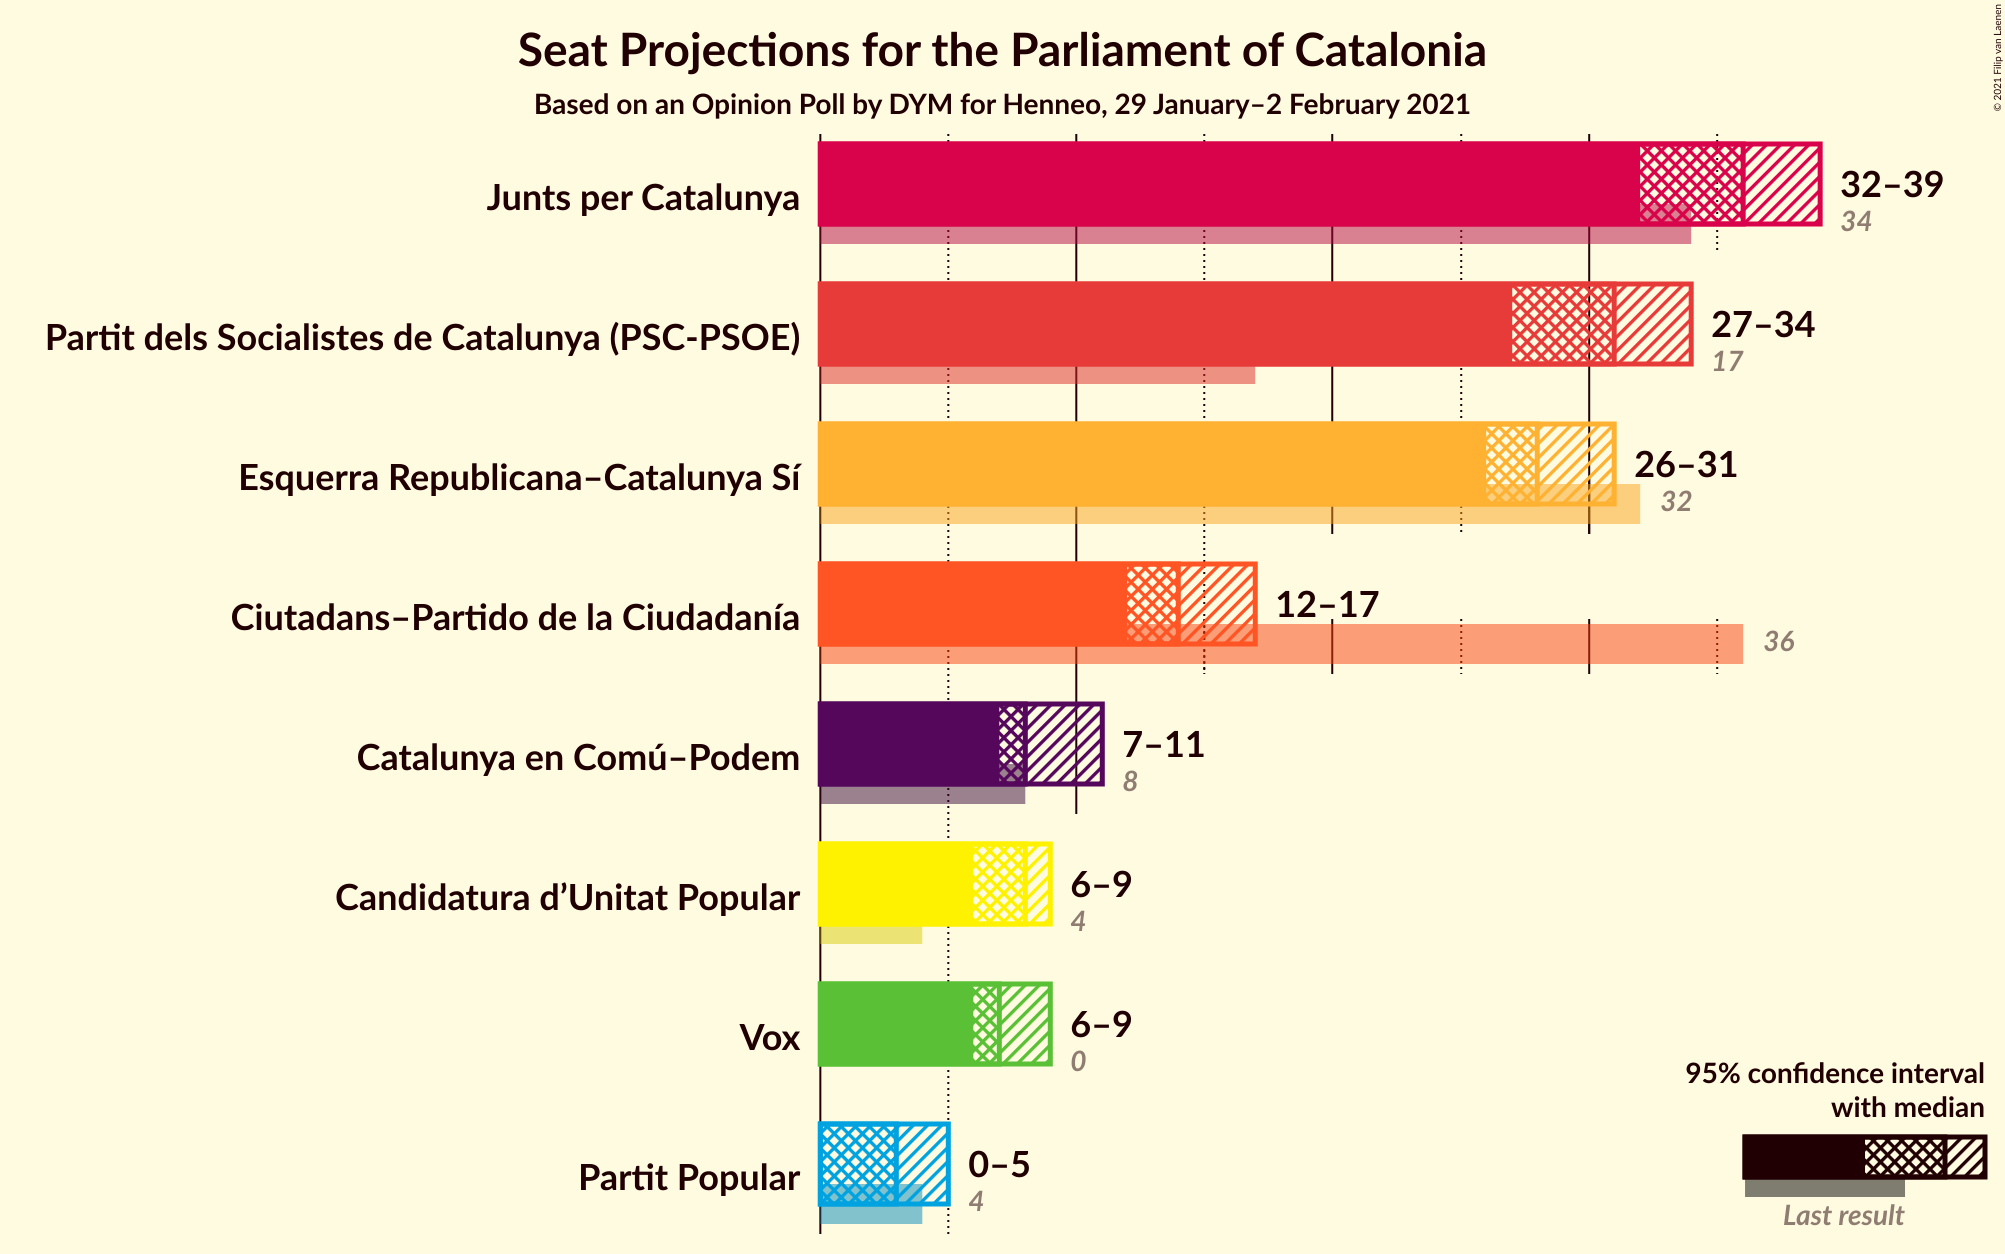 Seat Projections for the Parliament of Catalonia
Based on an Opinion Poll by DYM for Henneo, 29 January–2 February 2021
© 2021 Filip van Laenen
Junts per Catalunya
32–39
34
Partit dels Socialistes de Catalunya (PSC-PSOE)
27–34
17
Esquerra Republicana–Catalunya Sí
26–31
32
Ciutadans–Partido de la Ciudadanía
12–17
36
Catalunya en Comú–Podem
7–11
8
Candidatura d’Unitat Popular
6–9
4
Vox
6–9
0
Partit Popular
0–5
4
95% confidence interval
with median
Last result